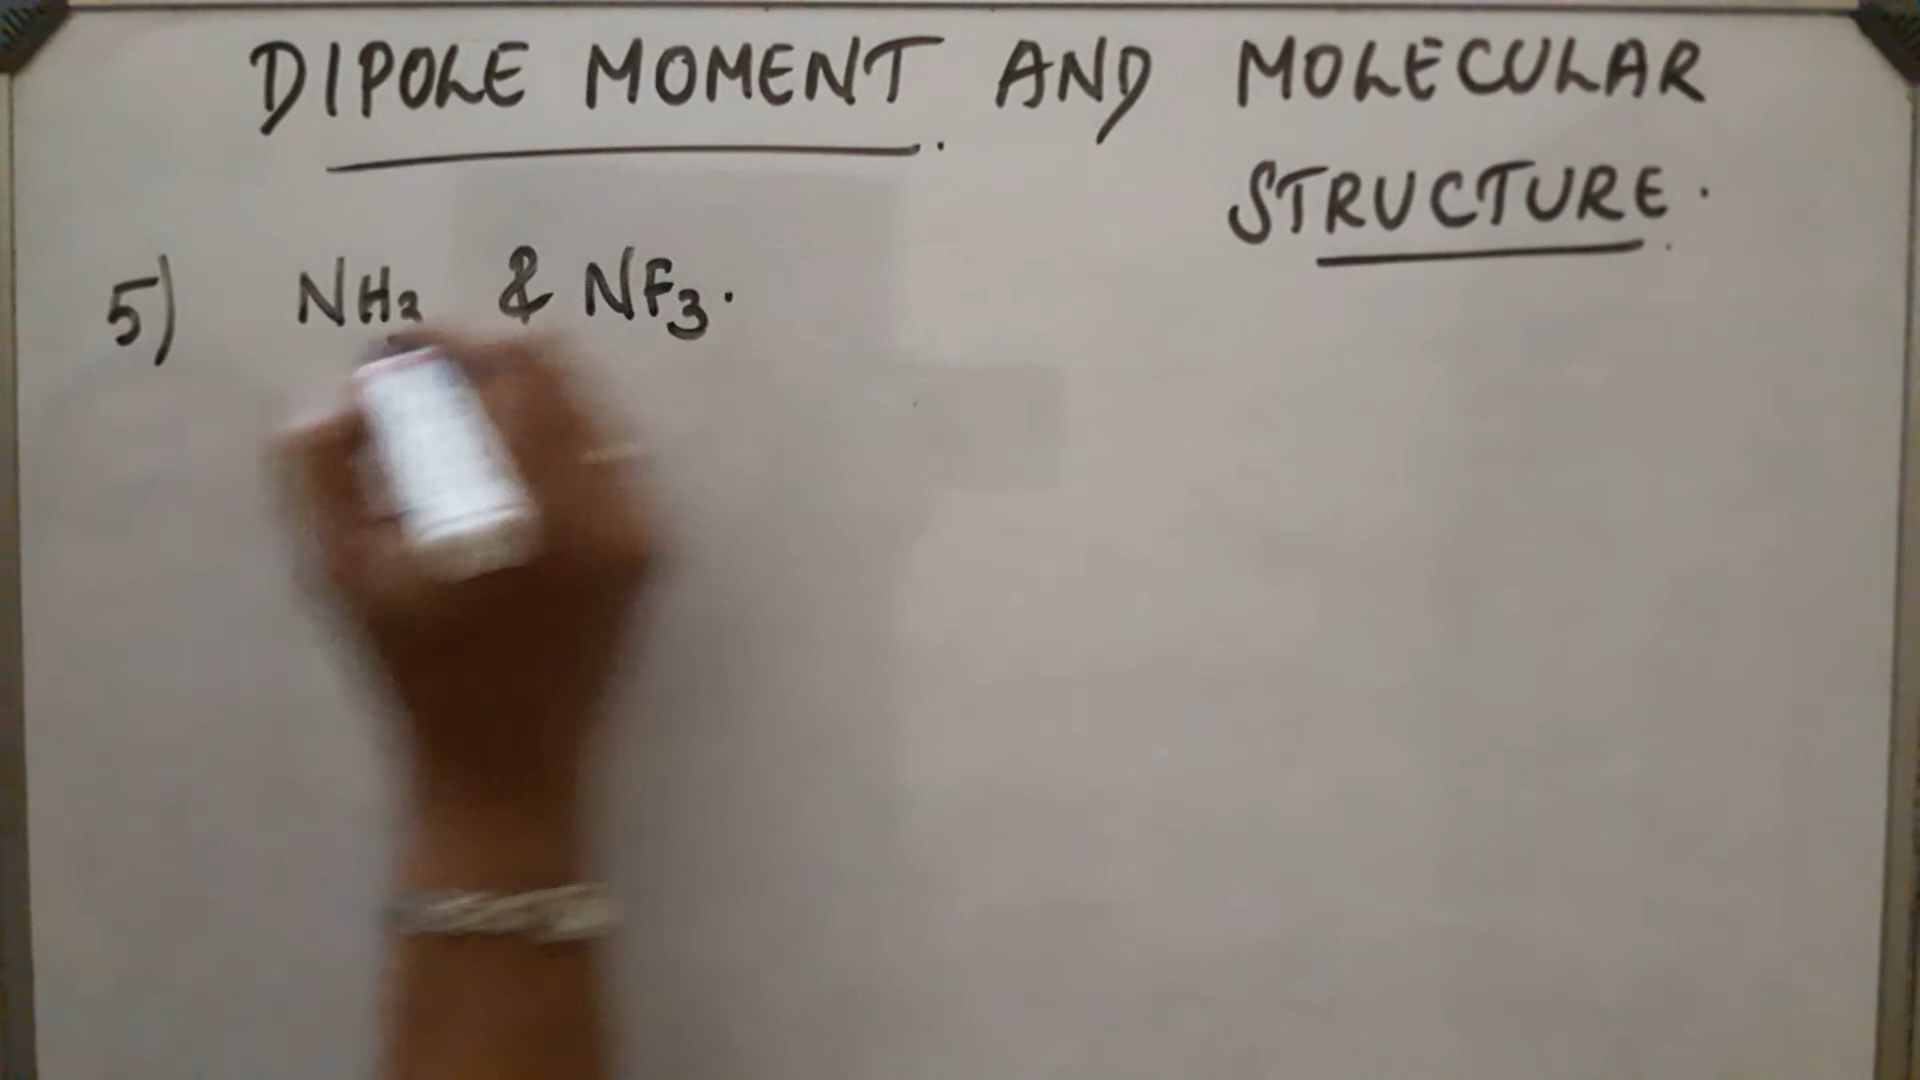 DIPOLE MOMENT AND MOLECULAR
STRUCTURE.
5) NH3 & NF3.